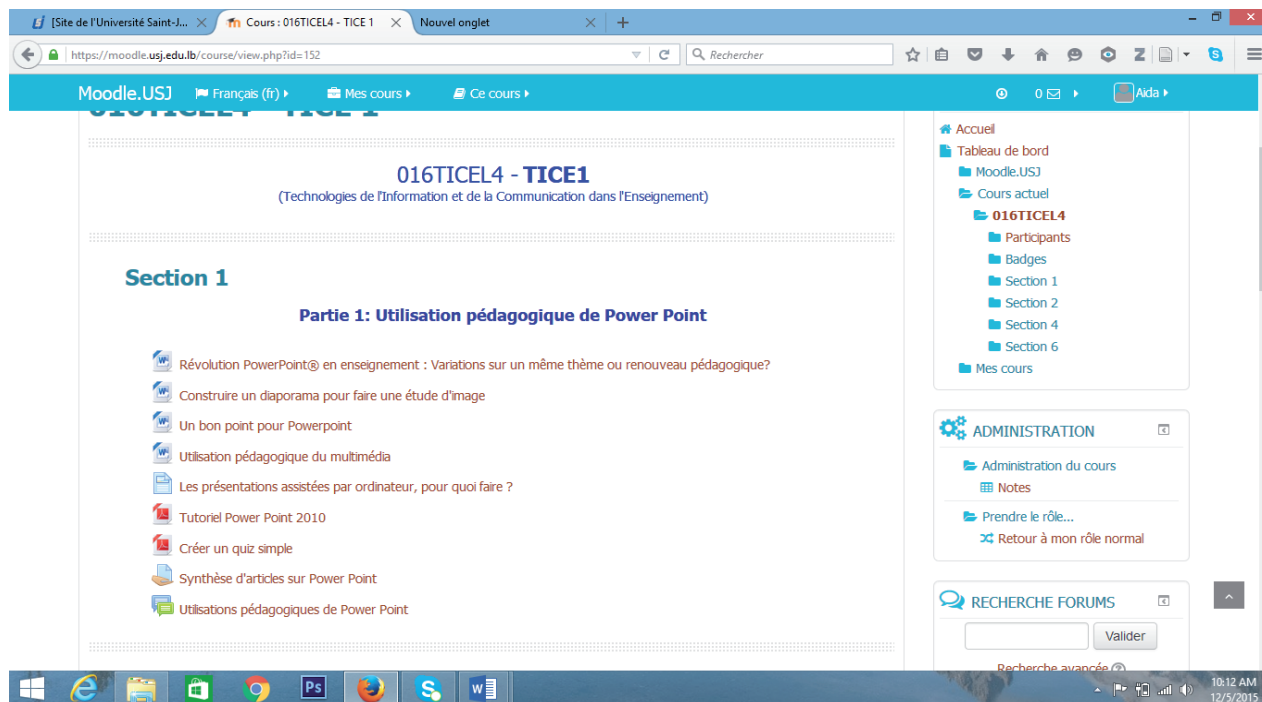 [Site de l'Université Saint-J...
Cours : 016TICEL4 - TICE 1
Nouvel onglet
https://moodle.usj.edu.lb/course/view.php?id=152
Rechercher
Moodle.USJ
Français (fr)
Mes cours
Ce cours
0
Aida
016TICEL4 - TICE 1
016TICEL4 - TICE1
(Technologies de l'Information et de la Communication dans l'Enseignement)
Section 1
Partie 1: Utilisation pédagogique de Power Point
Révolution PowerPoint® en enseignement : Variations sur un même thème ou renouveau pédagogique?
Construire un diaporama pour faire une étude d'image
Un bon point pour Powerpoint
Utilisation pédagogique du multimédia
Les présentations assistées par ordinateur, pour quoi faire ?
Tutoriel Power Point 2010
Créer un quiz simple
Synthèse d'articles sur Power Point
Utilisations pédagogiques de Power Point
Accueil
Tableau de bord
Moodle.USJ
Cours actuel
016TICEL4
Participants
Badges
Section 1
Section 2
Section 4
Section 6
Mes cours
ADMINISTRATION
Administration du cours
Notes
Prendre le rôle...
Retour à mon rôle normal
RECHERCHE FORUMS
Valider
Recherche avancée
10:12 AM
12/5/2015